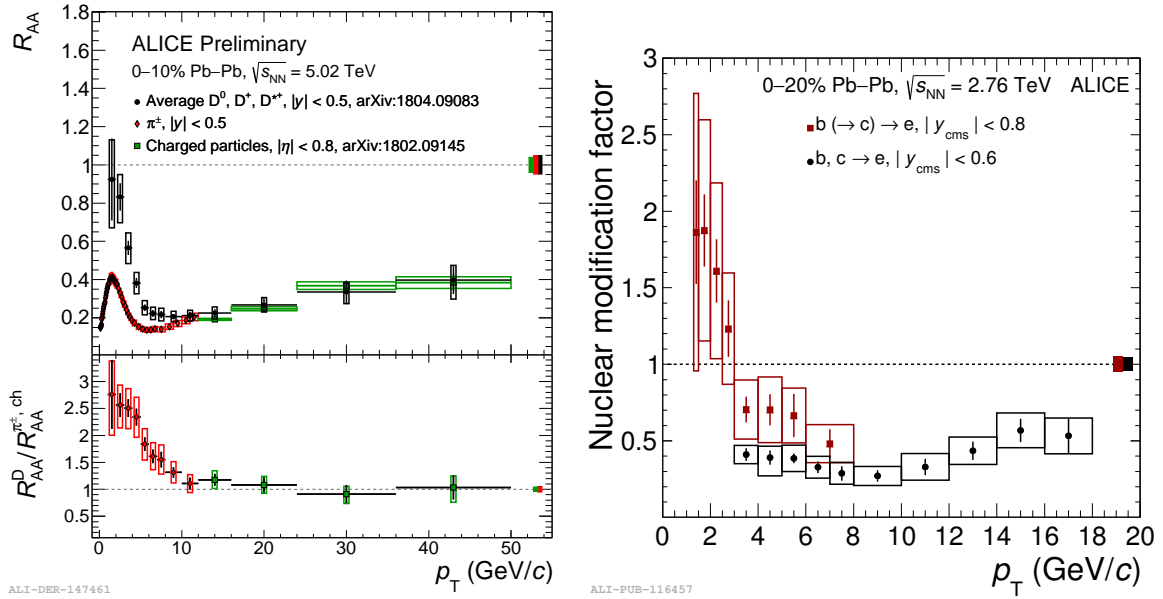 R_AA
1.8
1.6
1.4
1.2
1
0.8
0.6
0.4
0.2
ALICE Preliminary
0–10% Pb–Pb, √s_NN = 5.02 TeV
Average D⁰, D⁺, D*⁺, |y| < 0.5, arXiv:1804.09083
π±, |y| < 0.5
Charged particles, |η| < 0.8, arXiv:1802.09145
R_AA^D/R_AA^π±, ch
3
2.5
2
1.5
1
0.5
0 10 20 30 40 50
p_T (GeV/c)
ALI-DER-147461
Nuclear modification factor
3
2.5
2
1.5
1
0.5
0–20% Pb–Pb, √s_NN = 2.76 TeV ALICE
b (→ c) → e, | y_cms | < 0.8
b, c → e, | y_cms | < 0.6
0 2 4 6 8 10 12 14 16 18 20
p_T (GeV/c)
ALI-PUB-116457